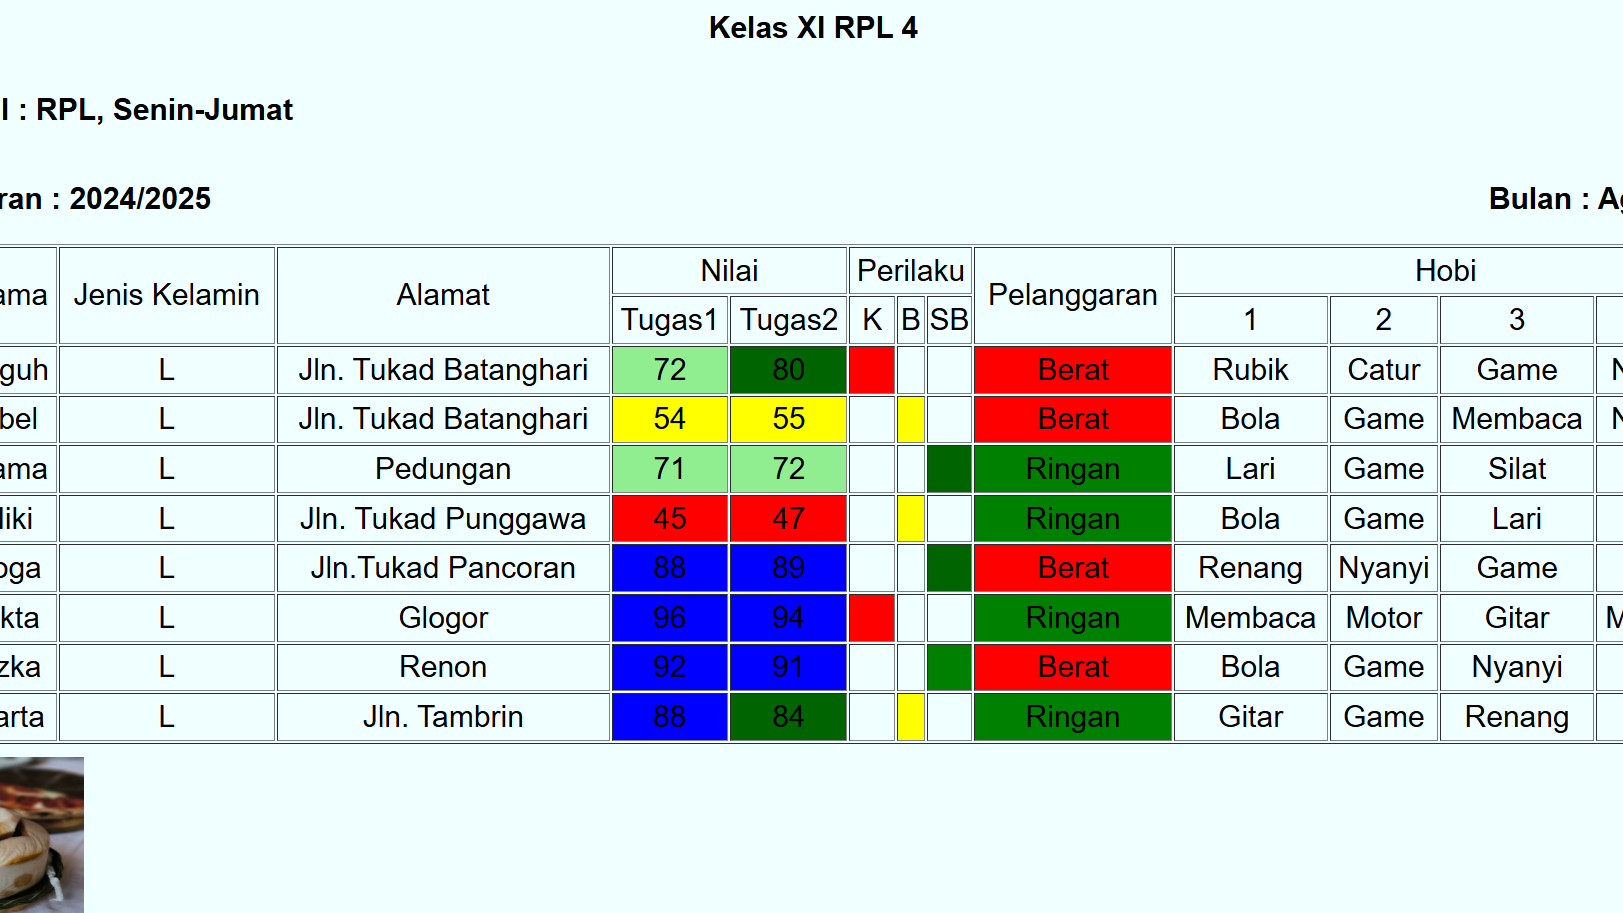 Kelas XI RPL 4
l : RPL, Senin-Jumat
ran : 2024/2025 Bulan : Ag
ama Jenis Kelamin Alamat Nilai Perilaku Pelanggaran Hobi
Tugas1 Tugas2 K B SB 1 2 3
guh L Jln. Tukad Batanghari 72 80 Berat Rubik Catur Game N
bel L Jln. Tukad Batanghari 54 55 Berat Bola Game Membaca N
ama L Pedungan 71 72 Ringan Lari Game Silat
liki L Jln. Tukad Punggawa 45 47 Ringan Bola Game Lari
oga L Jln.Tukad Pancoran 88 89 Berat Renang Nyanyi Game
kta L Glogor 96 94 Ringan Membaca Motor Gitar M
zka L Renon 92 91 Berat Bola Game Nyanyi
arta L Jln. Tambrin 88 84 Ringan Gitar Game Renang